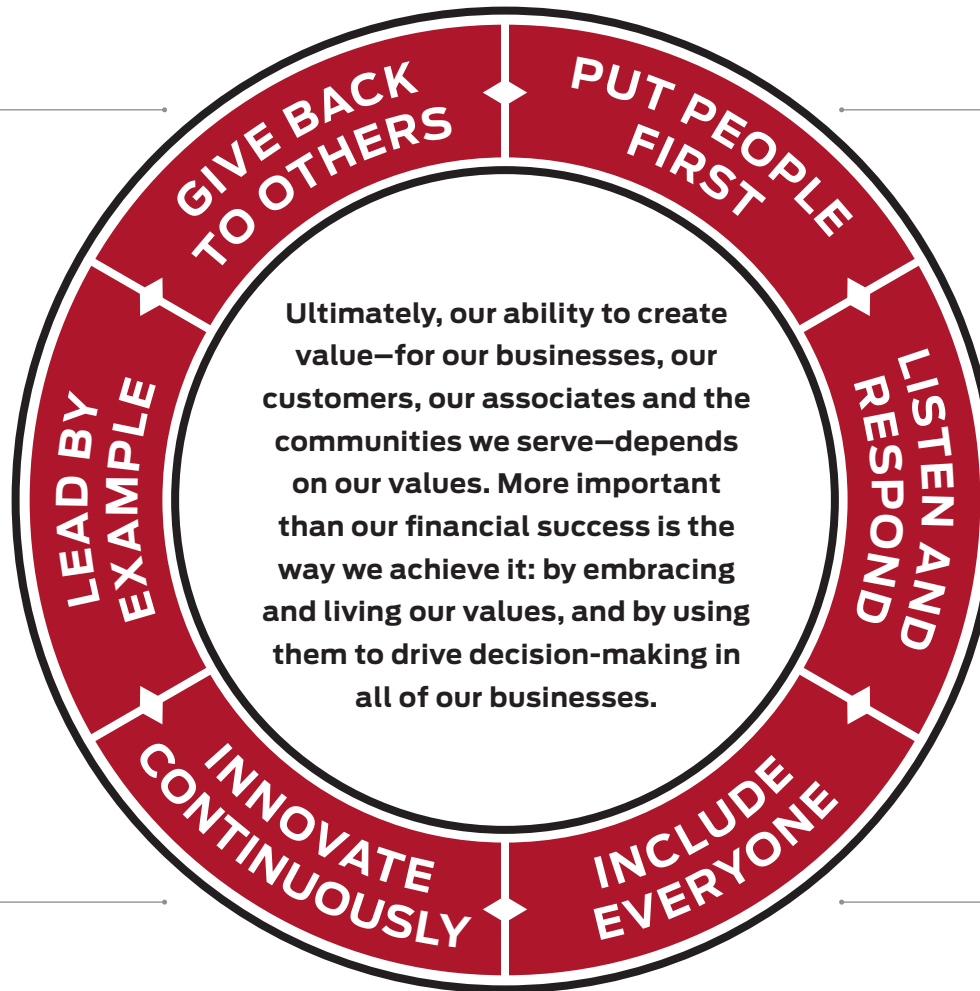 GIVE BACK
TO OTHERS
PUT PEOPLE
FIRST
LISTEN AND
RESPOND
INCLUDE
EVERYONE
INNOVATE
CONTINUOUSLY
LEAD BY
EXAMPLE
Ultimately, our ability to create
value—for our businesses, our
customers, our associates and the
communities we serve—depends
on our values. More important
than our financial success is the
way we achieve it: by embracing
and living our values, and by using
them to drive decision-making in
all of our businesses.